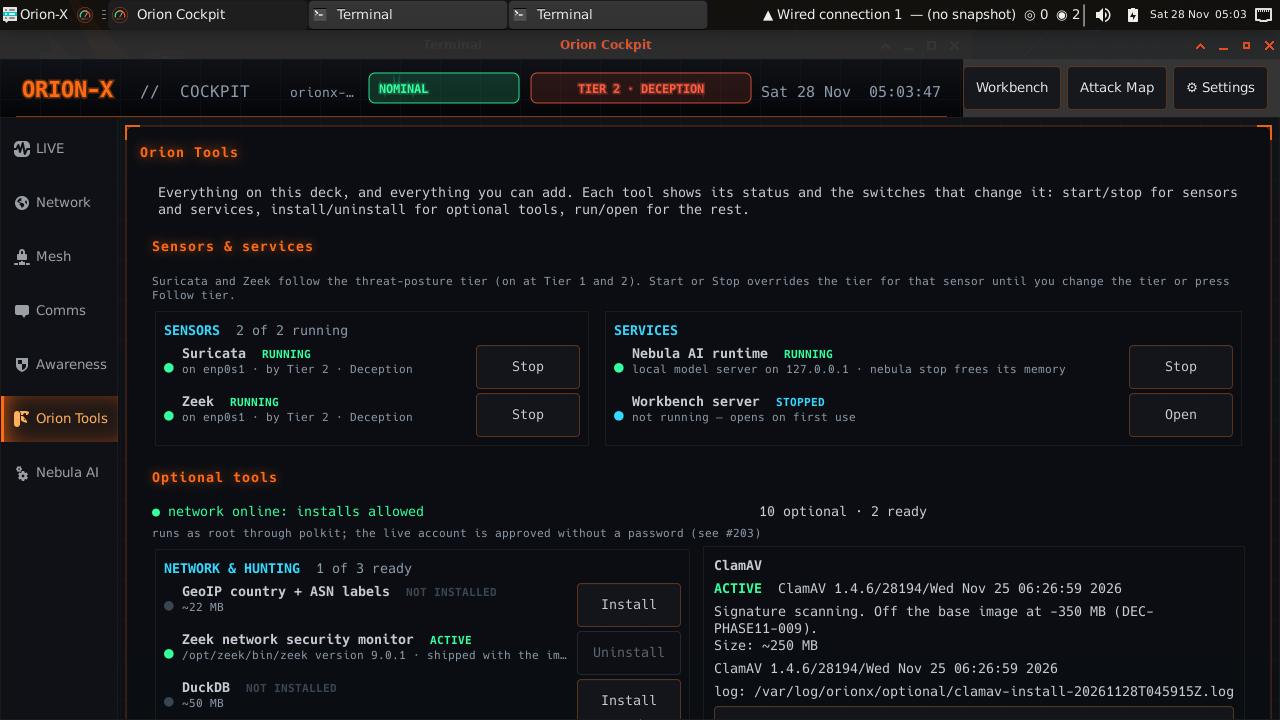 Orion-X
Orion Cockpit
Terminal
Terminal
▲ Wired connection 1 — (no snapshot) ◎ 0 ◉ 2
Sat 28 Nov 05:03
Terminal
Orion Cockpit
ORION-X // COCKPIT orionx-…
NOMINAL
TIER 2 · DECEPTION
Sat 28 Nov 05:03:47
Workbench
Attack Map
⚙ Settings
LIVE
Network
Mesh
Comms
Awareness
Orion Tools
Nebula AI
Orion Tools
Everything on this deck, and everything you can add. Each tool shows its status and the switches that change it: start/stop for sensors
and services, install/uninstall for optional tools, run/open for the rest.
Sensors & services
Suricata and Zeek follow the threat-posture tier (on at Tier 1 and 2). Start or Stop overrides the tier for that sensor until you change the tier or press
Follow tier.
SENSORS 2 of 2 running
Suricata RUNNING
on enp0s1 · by Tier 2 · Deception
Stop
Zeek RUNNING
on enp0s1 · by Tier 2 · Deception
Stop
SERVICES
Nebula AI runtime RUNNING
local model server on 127.0.0.1 · nebula stop frees its memory
Stop
Workbench server STOPPED
not running — opens on first use
Open
Optional tools
● network online: installs allowed
10 optional · 2 ready
runs as root through polkit; the live account is approved without a password (see #203)
NETWORK & HUNTING 1 of 3 ready
GeoIP country + ASN labels NOT INSTALLED
~22 MB
Install
Zeek network security monitor ACTIVE
/opt/zeek/bin/zeek version 9.0.1 · shipped with the im…
Uninstall
DuckDB NOT INSTALLED
~50 MB
Install
ClamAV
ACTIVE ClamAV 1.4.6/28194/Wed Nov 25 06:26:59 2026
Signature scanning. Off the base image at -350 MB (DEC-
PHASE11-009).
Size: ~250 MB
ClamAV 1.4.6/28194/Wed Nov 25 06:26:59 2026
log: /var/log/orionx/optional/clamav-install-20261128T045915Z.log